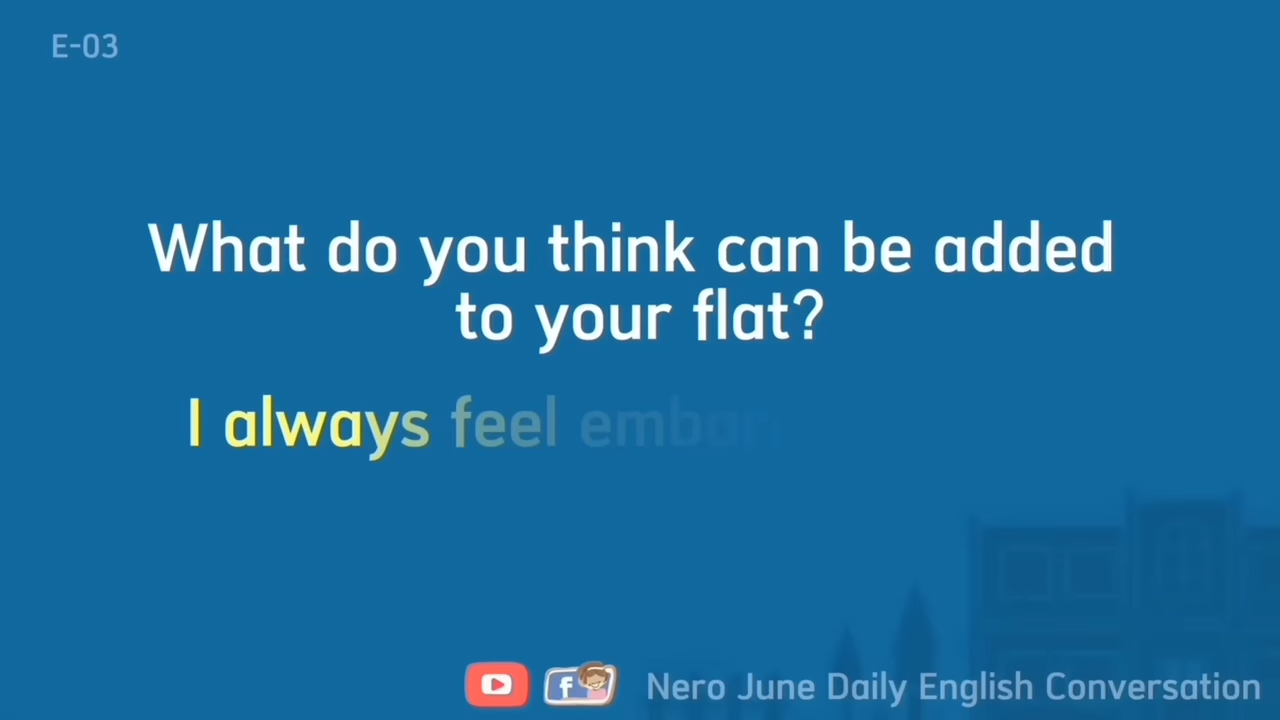 E-03
What do you think can be added
to your flat?
I always feel
Nero June Daily English Conversation